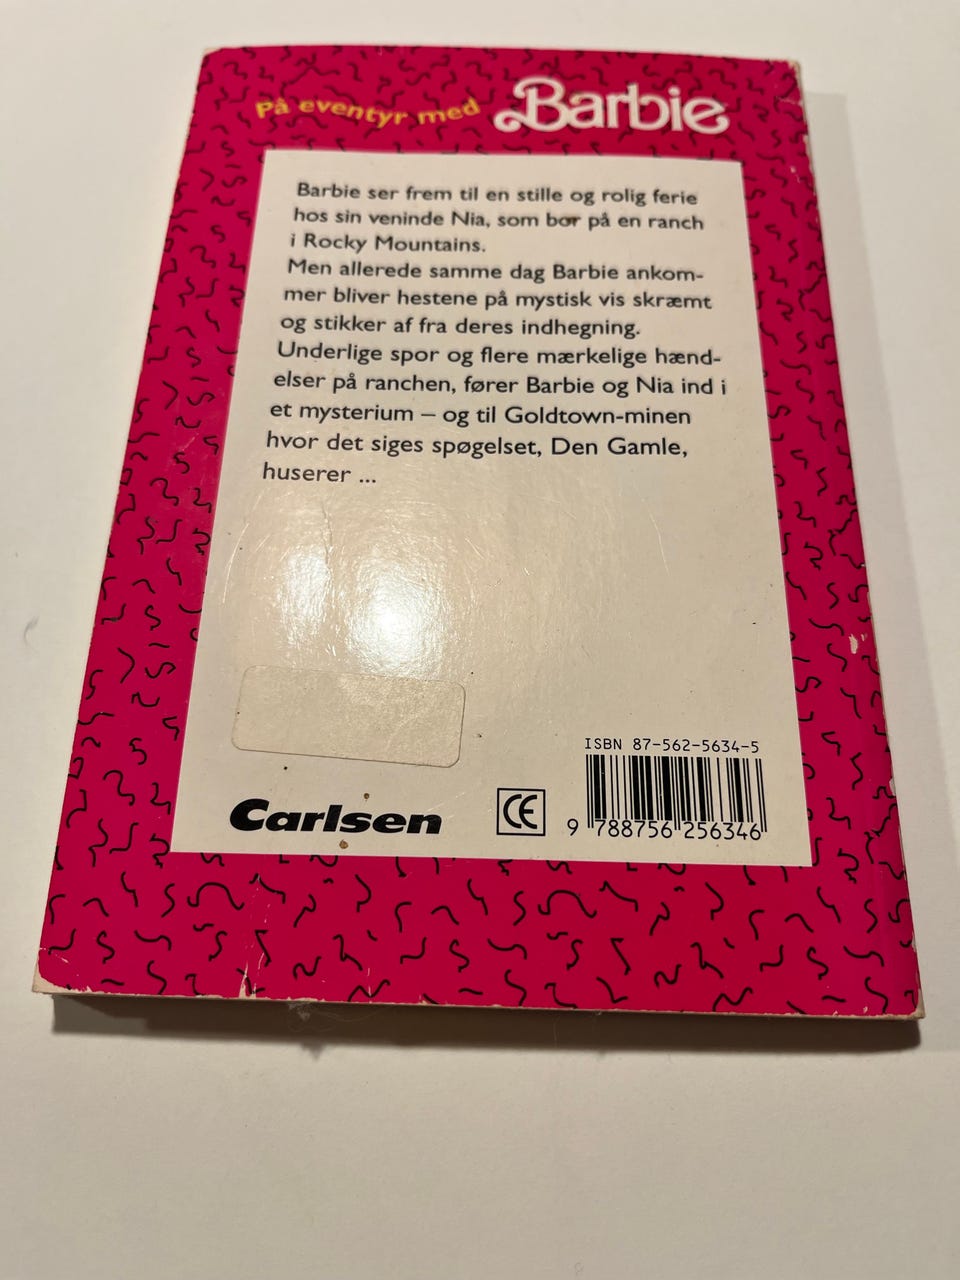 På eventyr med Barbie
Barbie ser frem til en stille og rolig ferie
hos sin veninde Nia, som bor på en ranch
i Rocky Mountains.
Men allerede samme dag Barbie ankom-
mer bliver hestene på mystisk vis skræmt
og stikker af fra deres indhegning.
Underlige spor og flere mærkelige hænd-
elser på ranchen, fører Barbie og Nia ind i
et mysterium – og til Goldtown-minen
hvor det siges spøgelset, Den Gamle,
huserer ...
ISBN 87-562-5634-5
Carlsen
CE
9 788756 256346